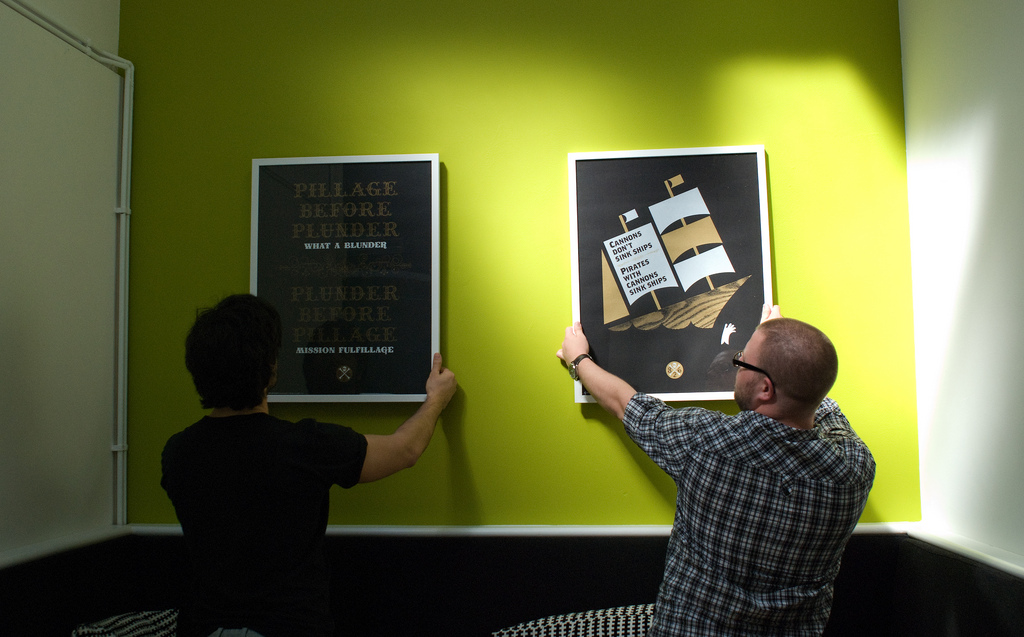 PILLAGE
BEFORE
PLUNDER
WHAT A BLUNDER
PLUNDER
BEFORE
PILLAGE
MISSION FULFILLAGE
CANNONS
DON'T
SINK SHIPS
PIRATES
WITH
CANNONS
SINK SHIPS